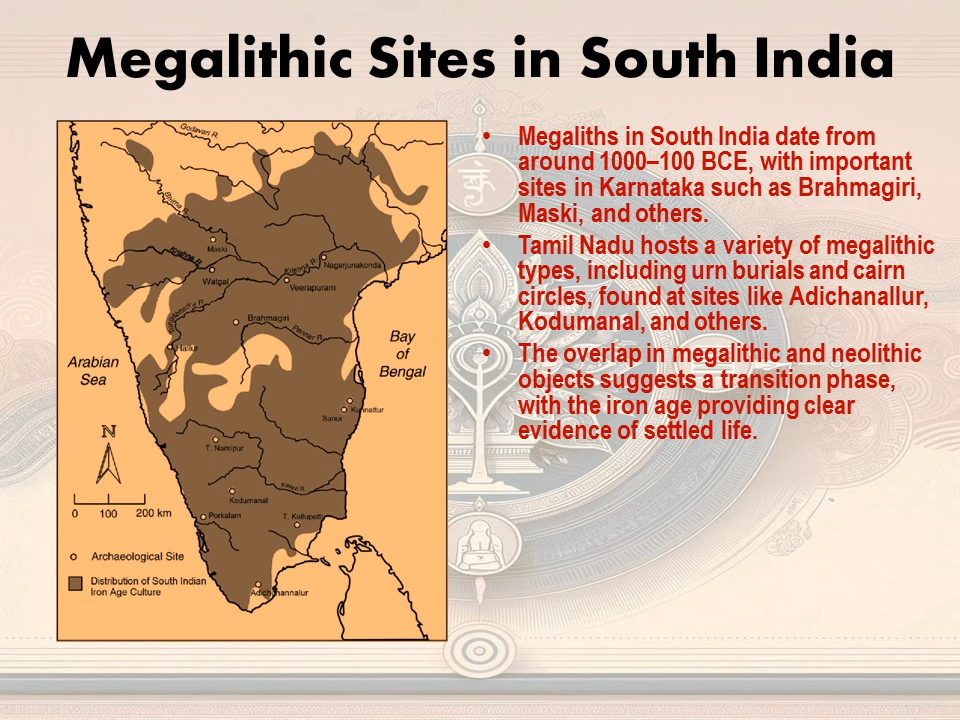 Megalithic Sites in South India
Godavari R.
Bhima R.
Maski
Krishna R.
Watgal
Krishna R.
Nagarjunakonda
Veerapuram
Tungabhadra R.
Brahmagiri
Pennar R.
Hallur
Arabian
Sea
Bay
of
Bengal
Kannattur
Sanur
N
T. Narsipur
Kaveri R.
Kodumanal
Porkalam
T. Kallupatti
0 100 200 km
Archaeological Site
Distribution of South Indian
Iron Age Culture
Adichannalur
• Megaliths in South India date from
around 1000–100 BCE, with important
sites in Karnataka such as Brahmagiri,
Maski, and others.
• Tamil Nadu hosts a variety of megalithic
types, including urn burials and cairn
circles, found at sites like Adichanallur,
Kodumanal, and others.
• The overlap in megalithic and neolithic
objects suggests a transition phase,
with the iron age providing clear
evidence of settled life.